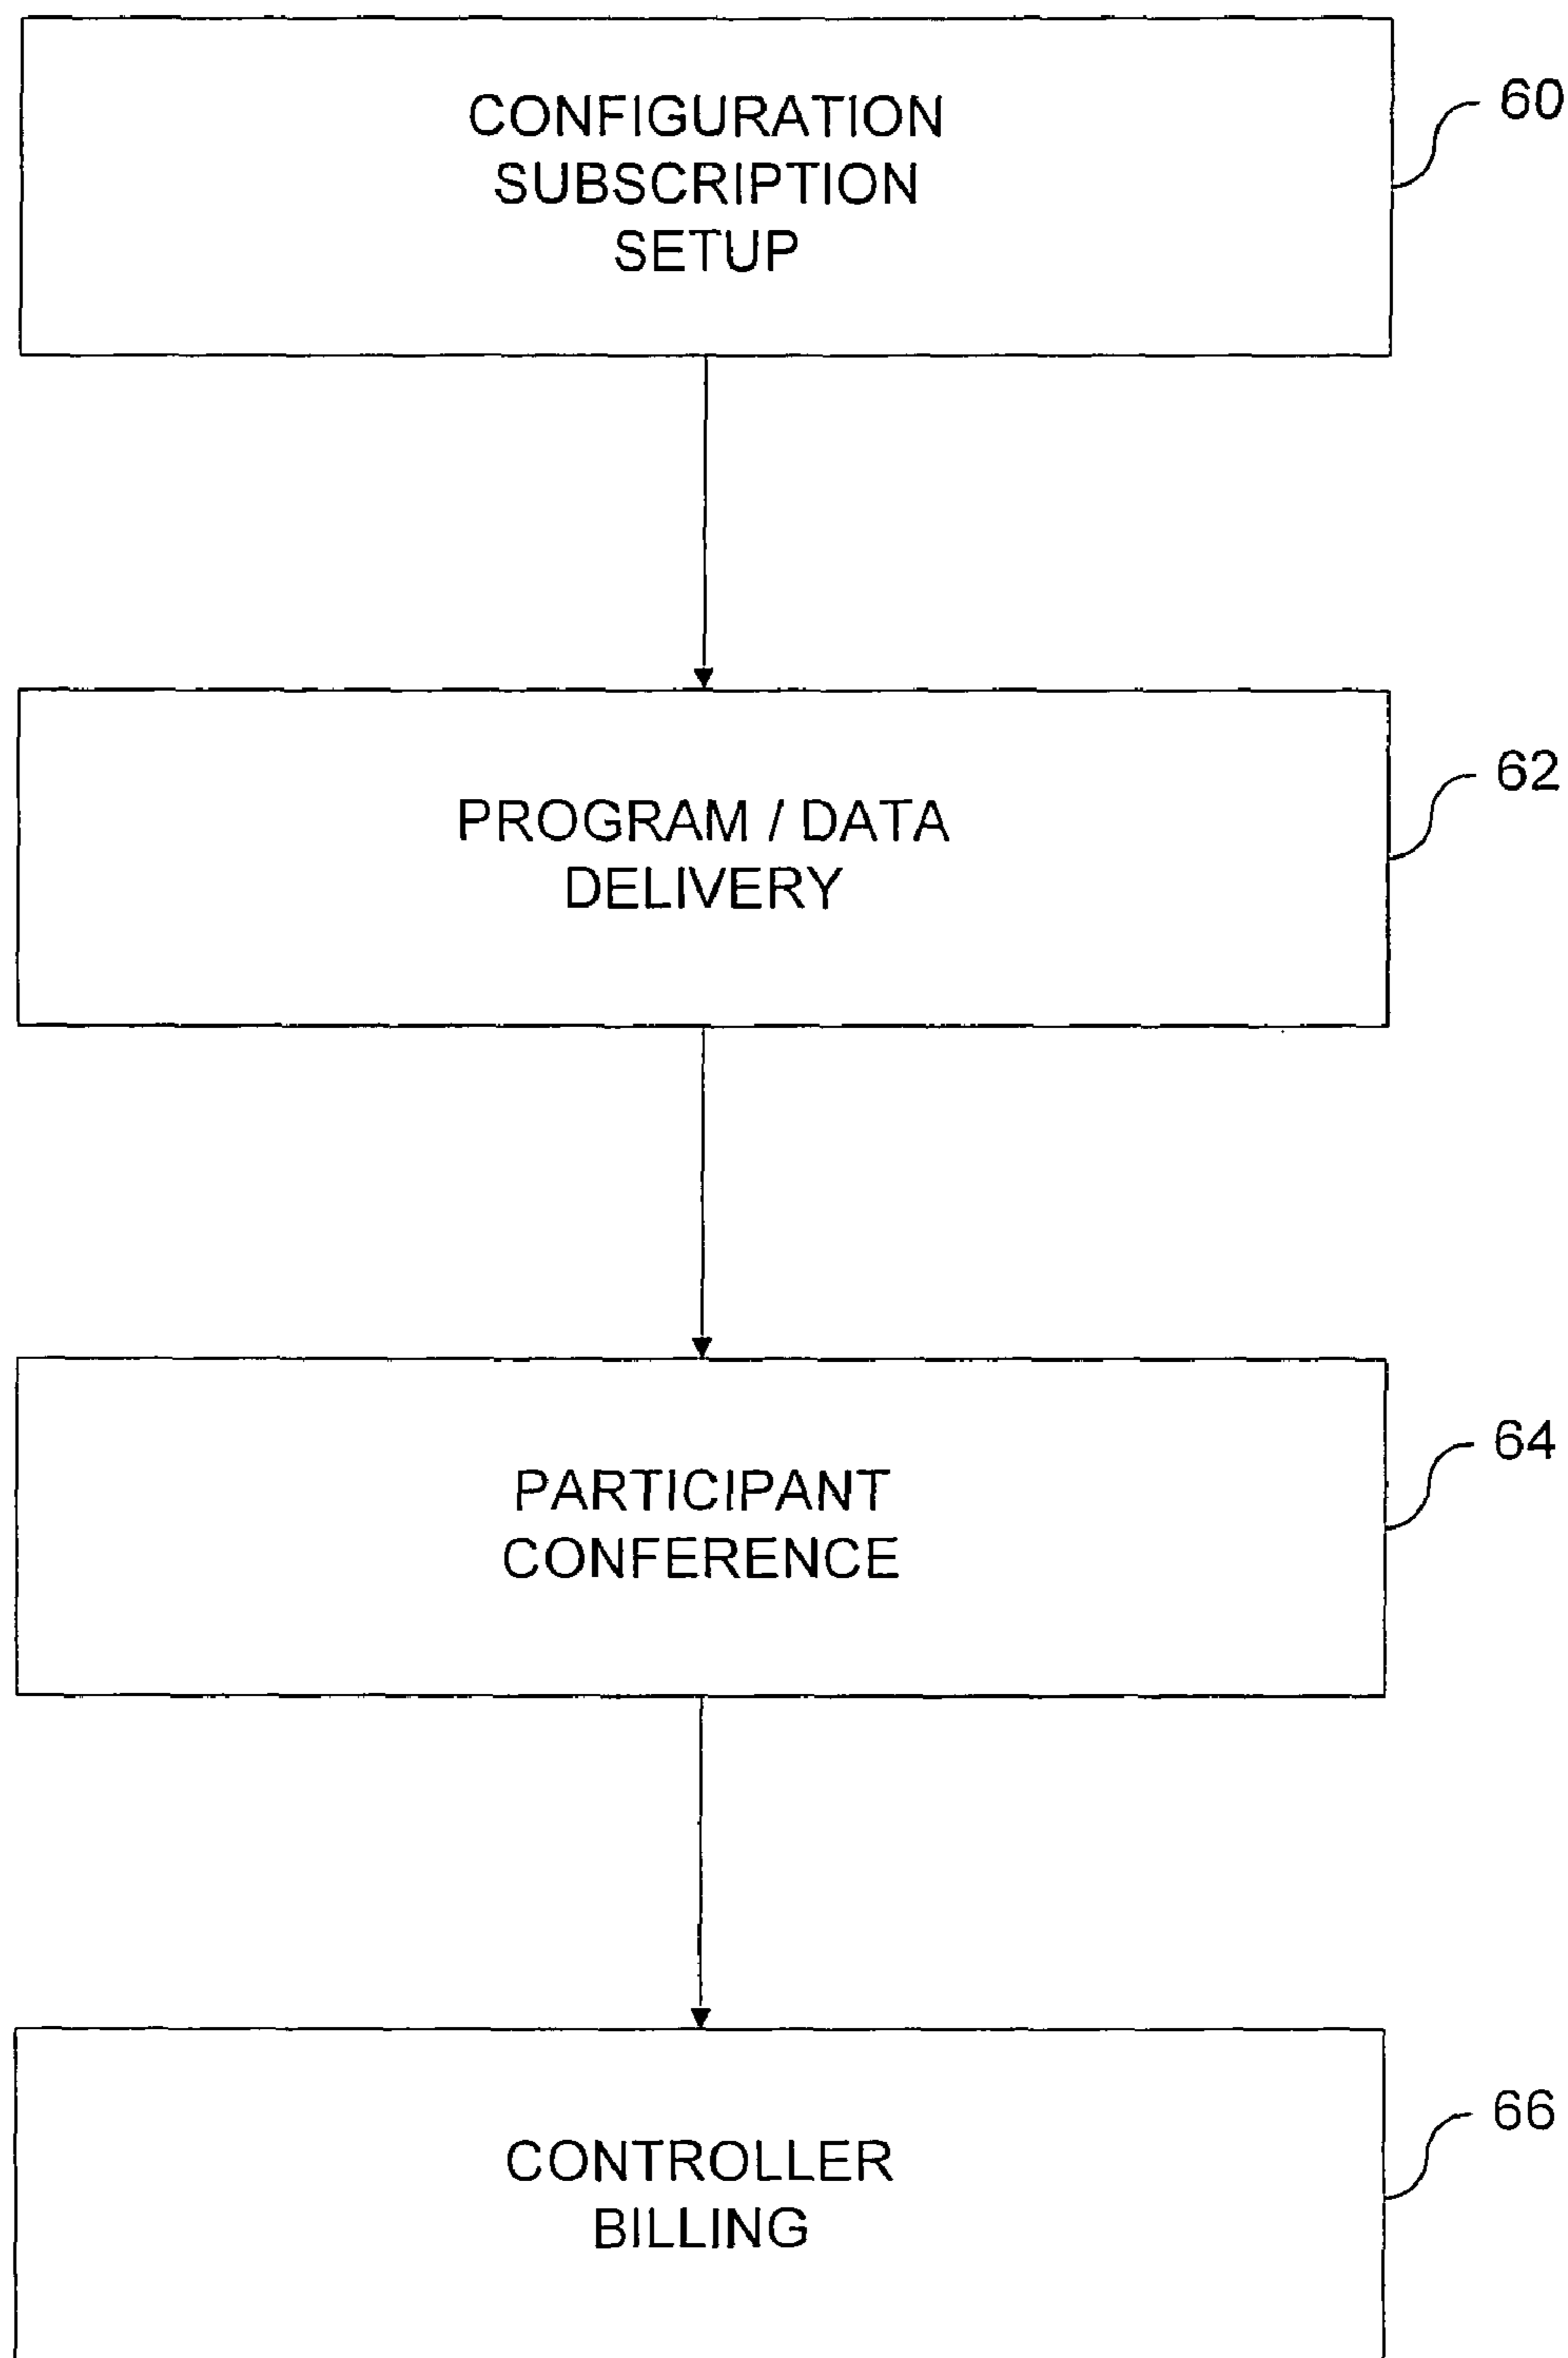 CONFIGURATION
SUBSCRIPTION
SETUP
60
PROGRAM / DATA
DELIVERY
62
PARTICIPANT
CONFERENCE
64
CONTROLLER
BILLING
66